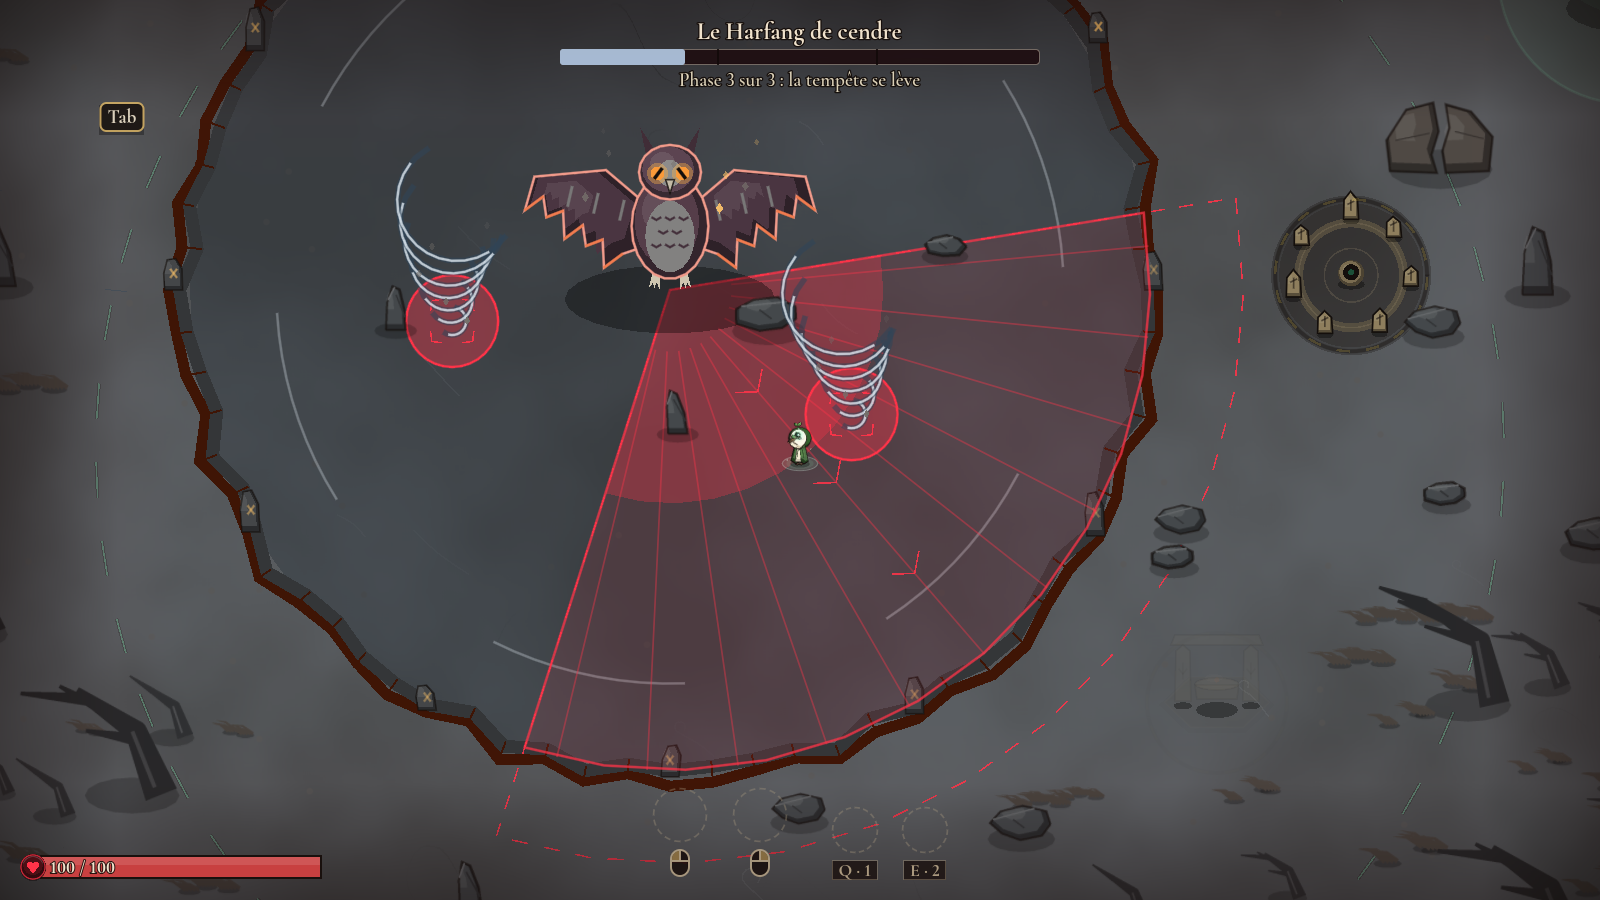 Le Harfang de cendre
Phase 3 sur 3 : la tempête se lève
Tab
100 / 100
Q · 1
E · 2